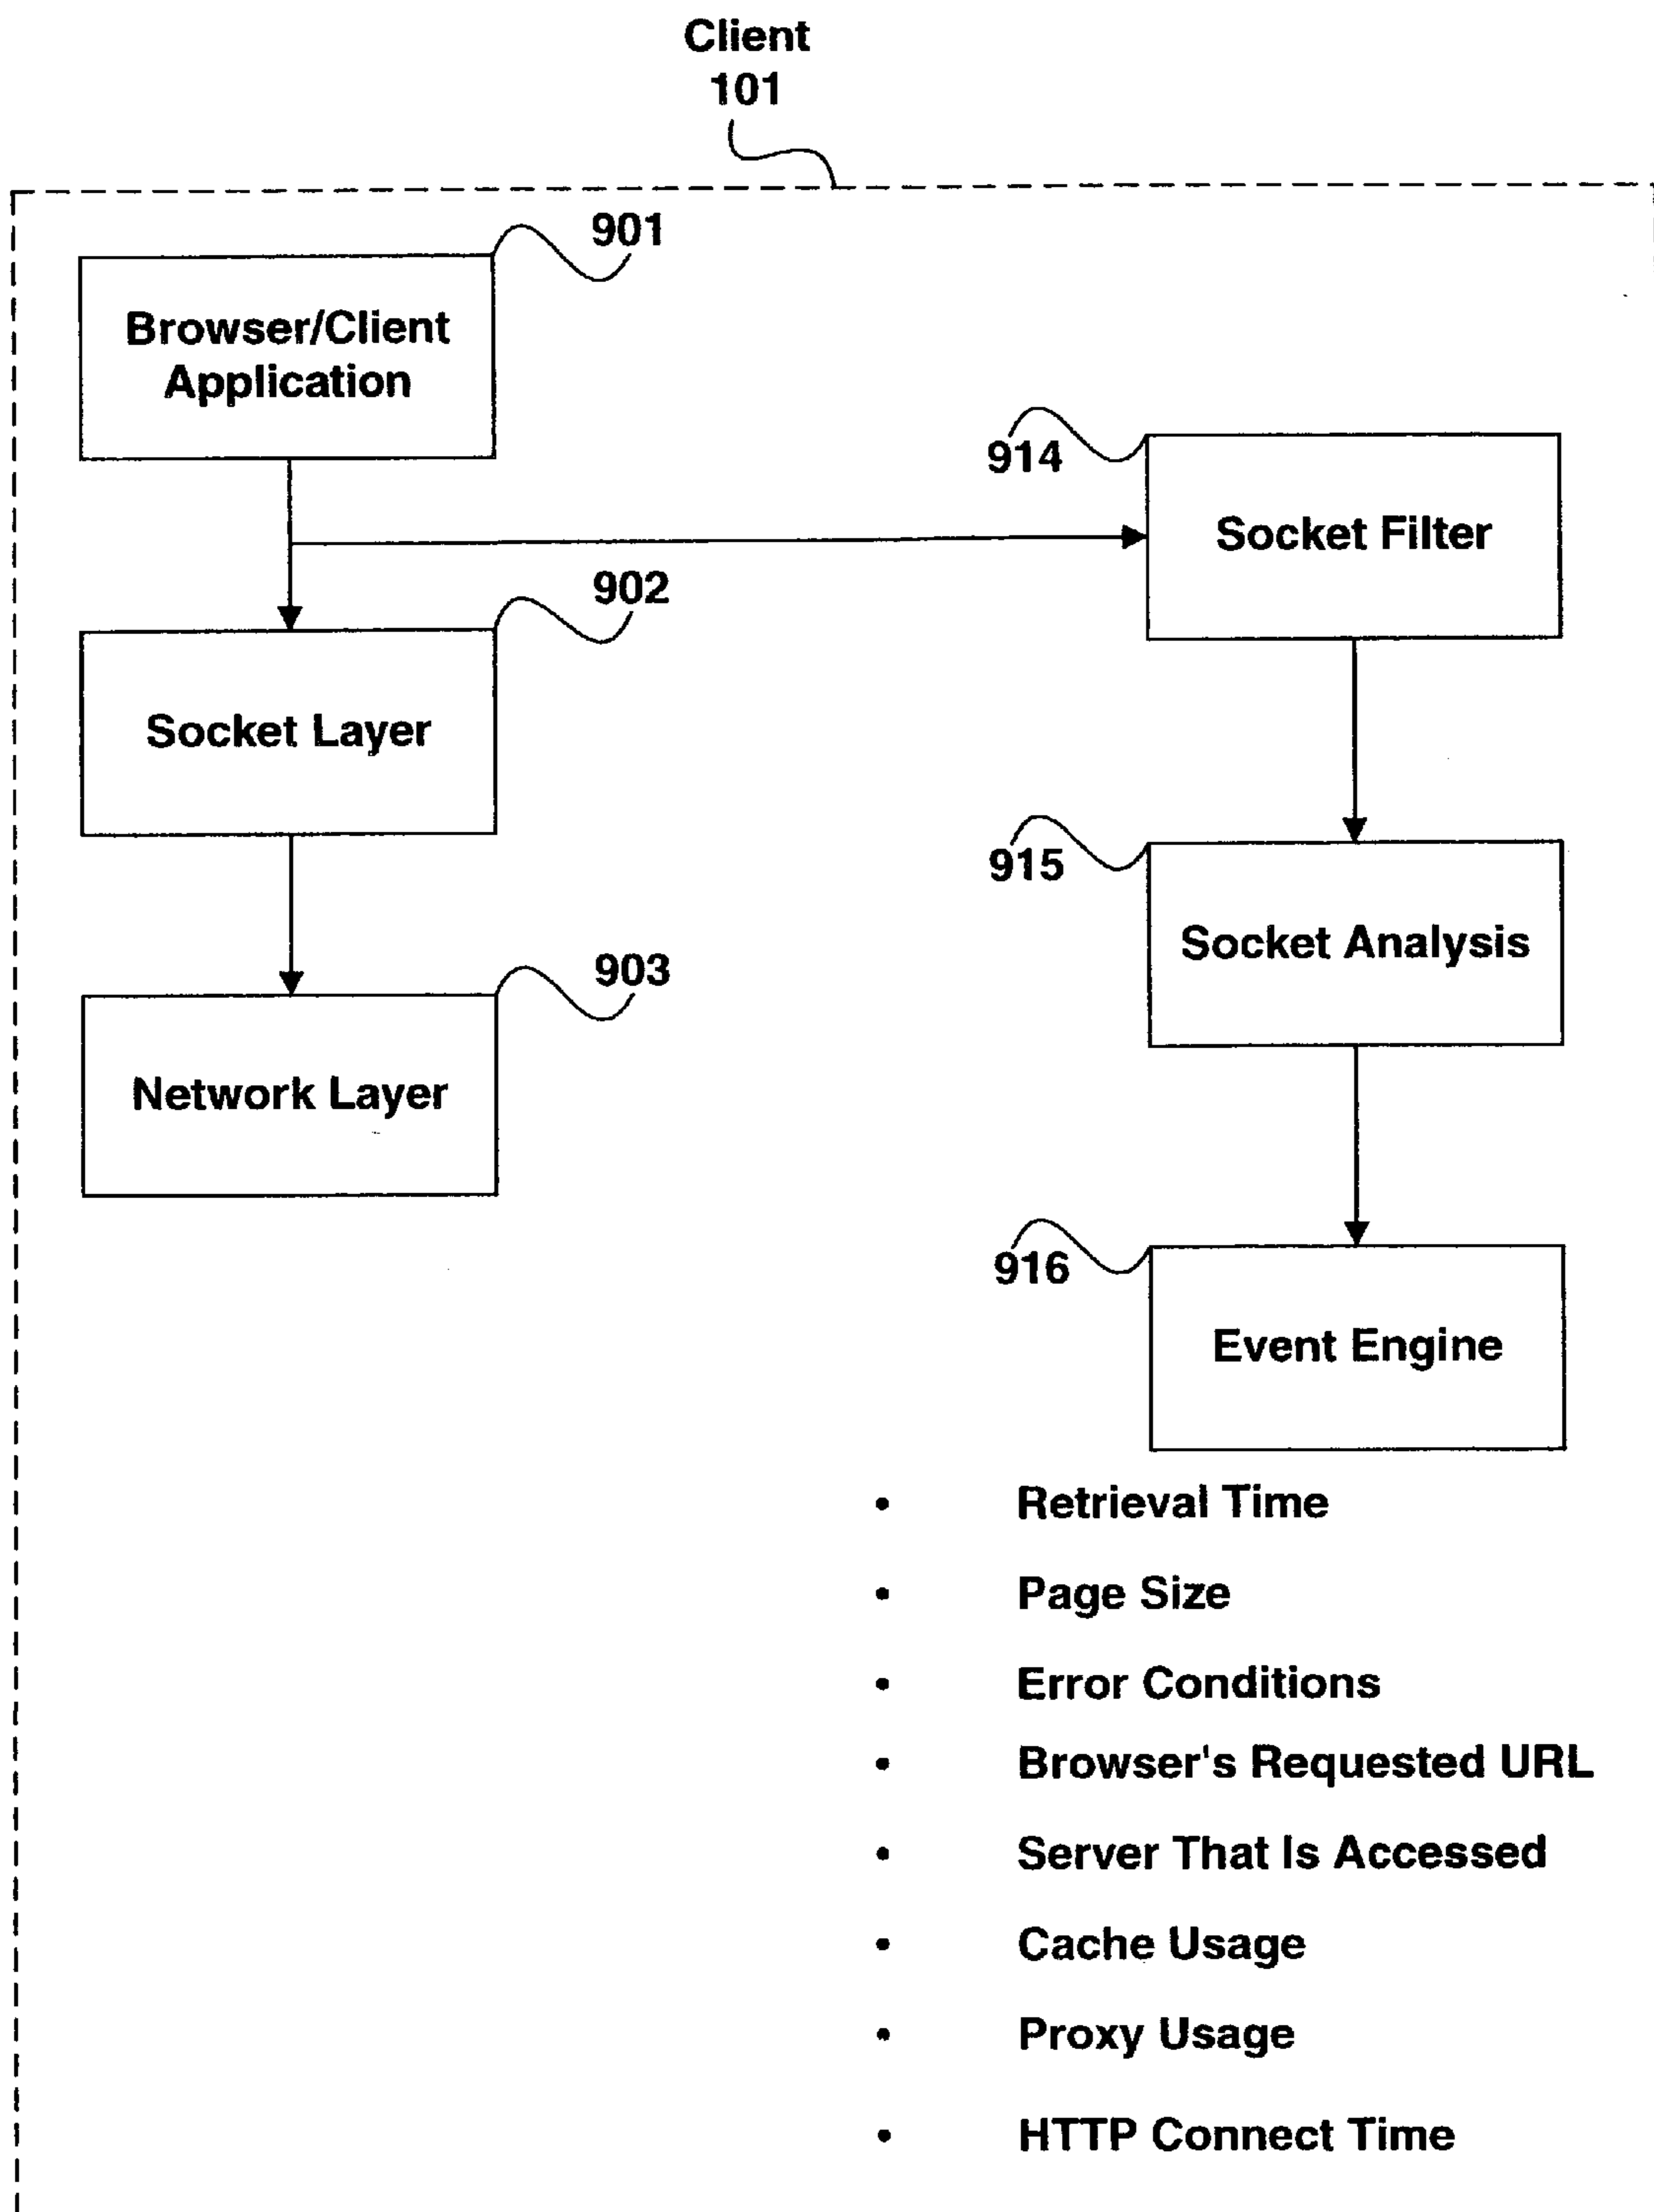 Client
101
901
Browser/Client
Application
914
Socket Filter
902
Socket Layer
915
Socket Analysis
903
Network Layer
916
Event Engine
• Retrieval Time
• Page Size
• Error Conditions
• Browser's Requested URL
• Server That Is Accessed
• Cache Usage
• Proxy Usage
• HTTP Connect Time